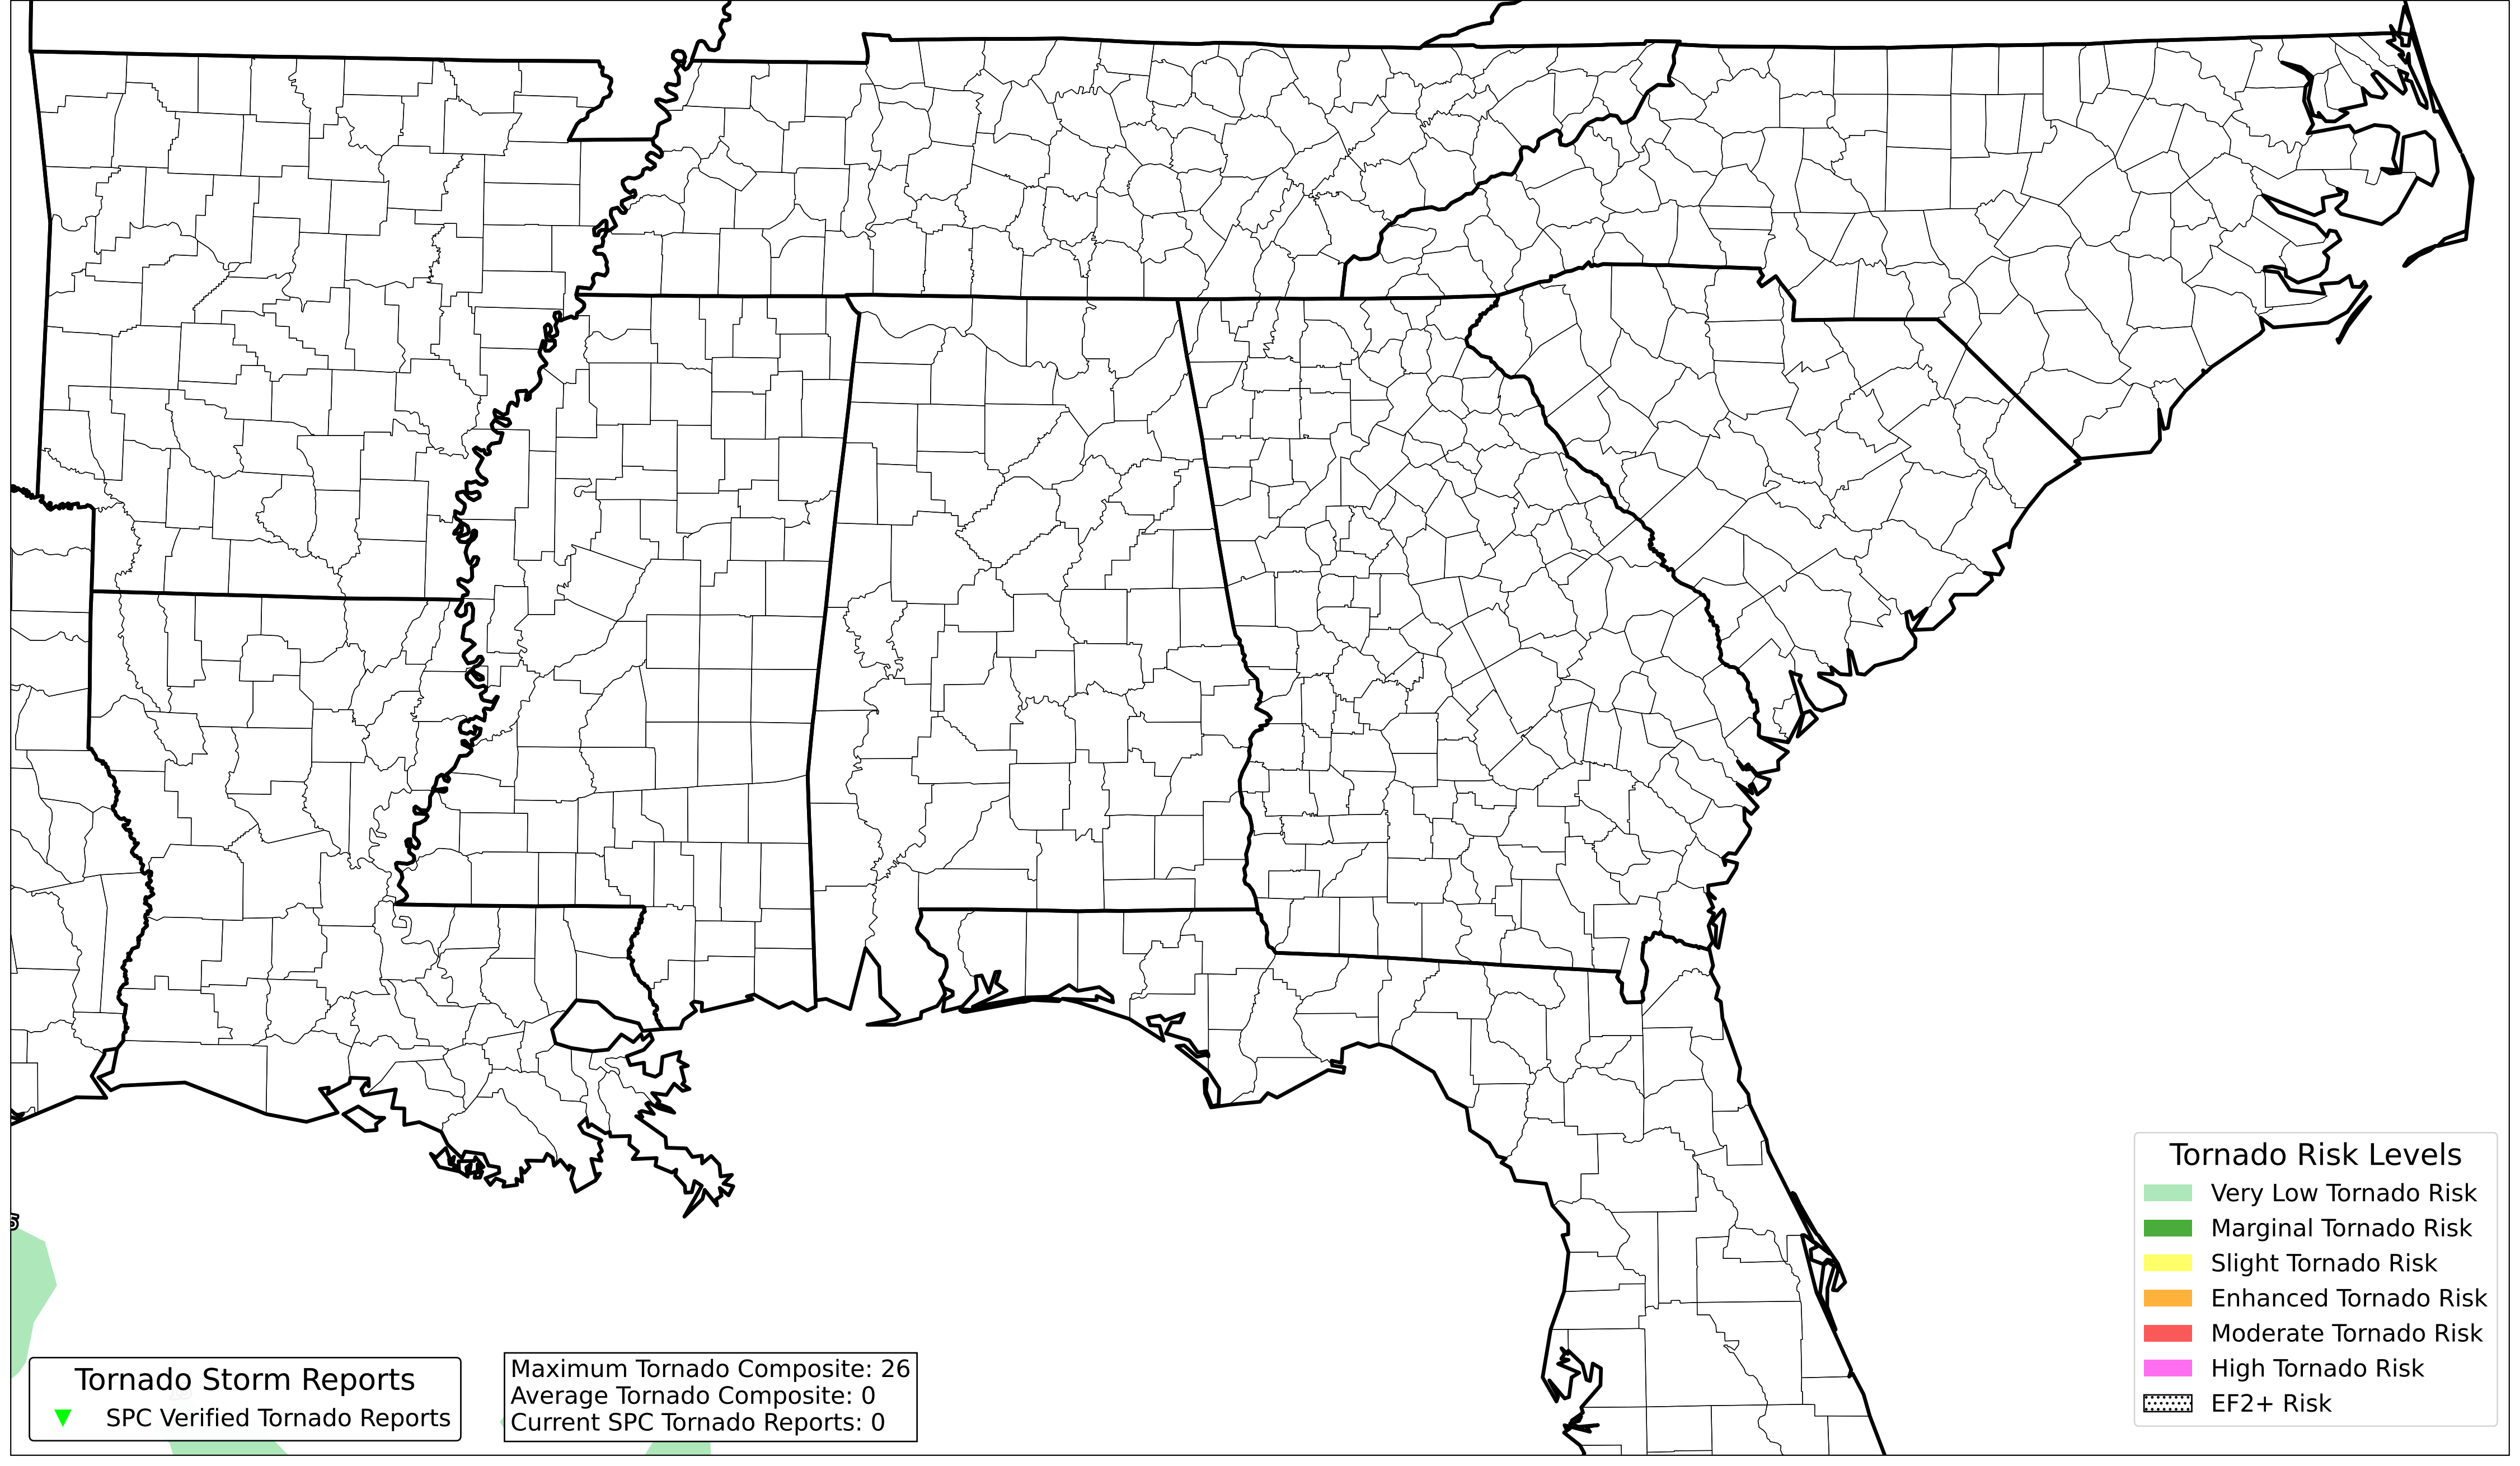 5
Tornado Storm Reports
SPC Verified Tornado Reports
Maximum Tornado Composite: 26
Average Tornado Composite: 0
Current SPC Tornado Reports: 0
Tornado Risk Levels
Very Low Tornado Risk
Marginal Tornado Risk
Slight Tornado Risk
Enhanced Tornado Risk
Moderate Tornado Risk
High Tornado Risk
EF2+ Risk